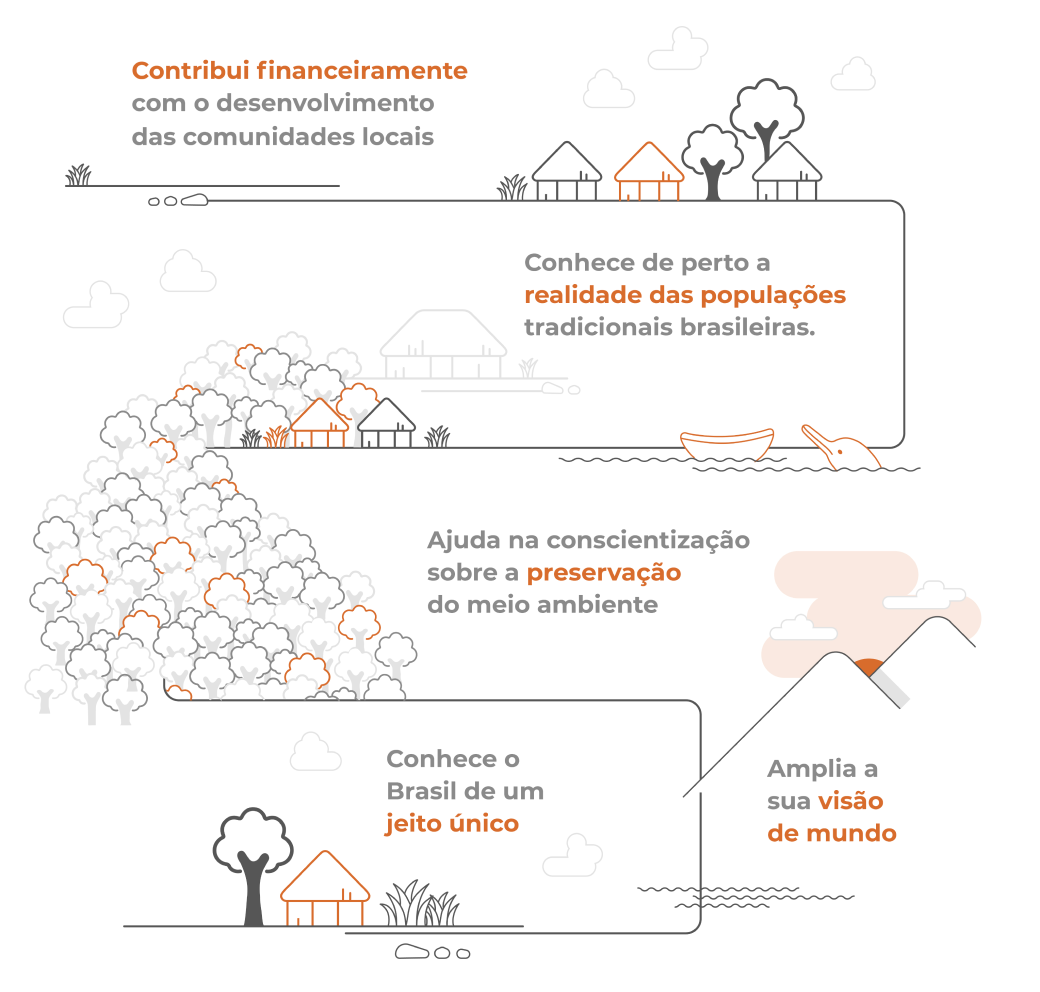 Contribui financeiramente
com o desenvolvimento
das comunidades locais
Conhece de perto a
realidade das populações
tradicionais brasileiras.
Ajuda na conscientização
sobre a preservação
do meio ambiente
Conhece o
Brasil de um
jeito único
Amplia a
sua visão
de mundo